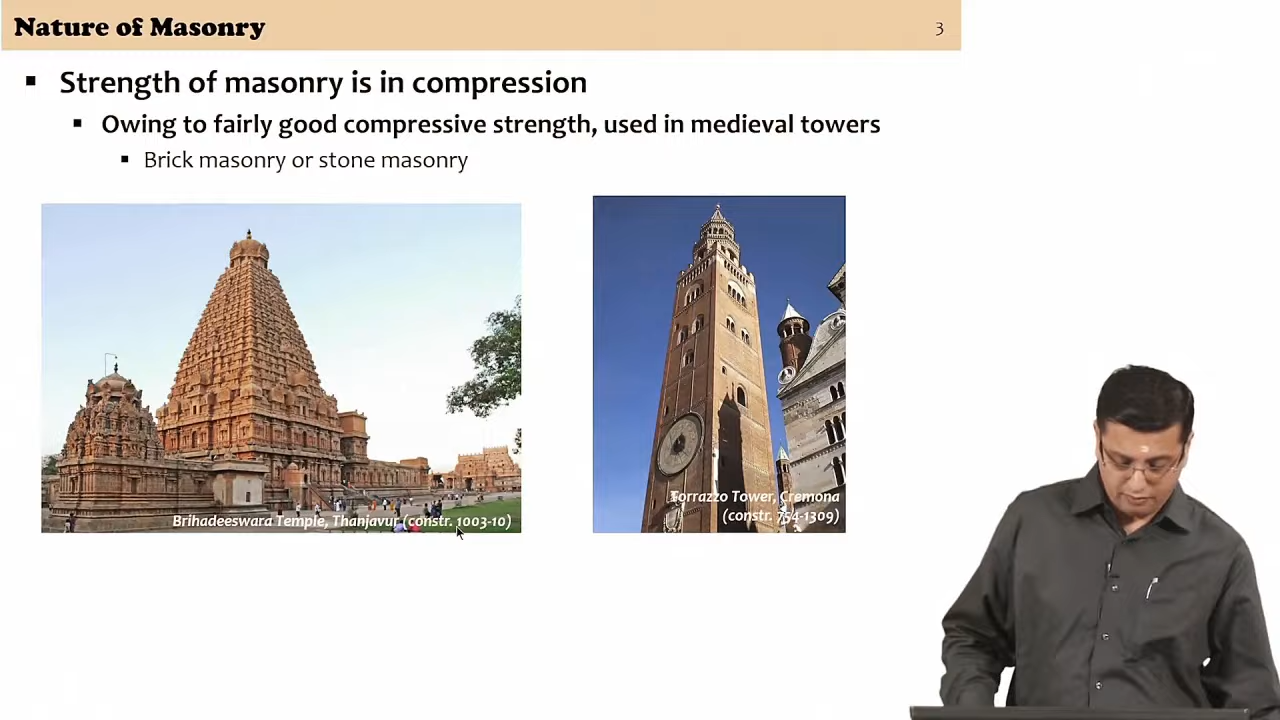 Nature of Masonry
3
▪ Strength of masonry is in compression
▪ Owing to fairly good compressive strength, used in medieval towers
▪ Brick masonry or stone masonry
Brihadeeswara Temple, Thanjavur (constr. 1003-10)
Torrazzo Tower, Cremona
(constr. 754-1309)